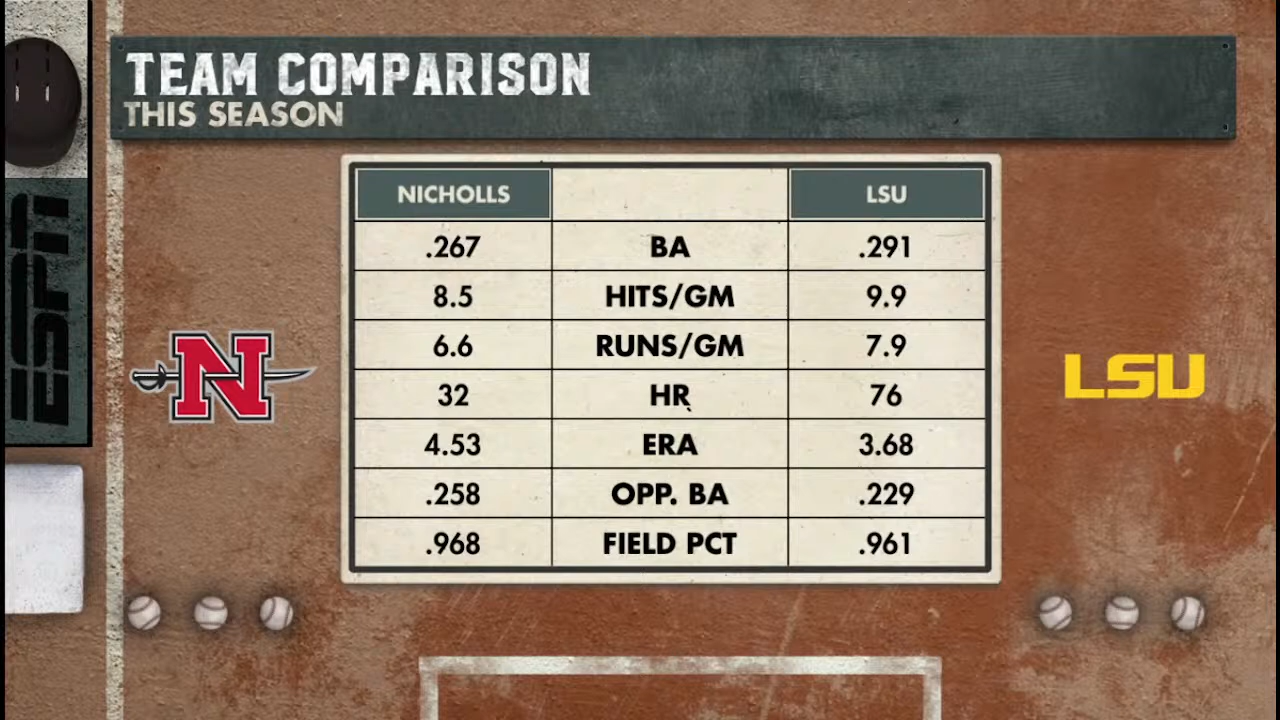 TEAM COMPARISON
THIS SEASON
ESPN
NICHOLLS LSU
.267 BA .291
8.5 HITS/GM 9.9
6.6 RUNS/GM 7.9
32 HR 76
4.53 ERA 3.68
.258 OPP. BA .229
.968 FIELD PCT .961
N
LSU